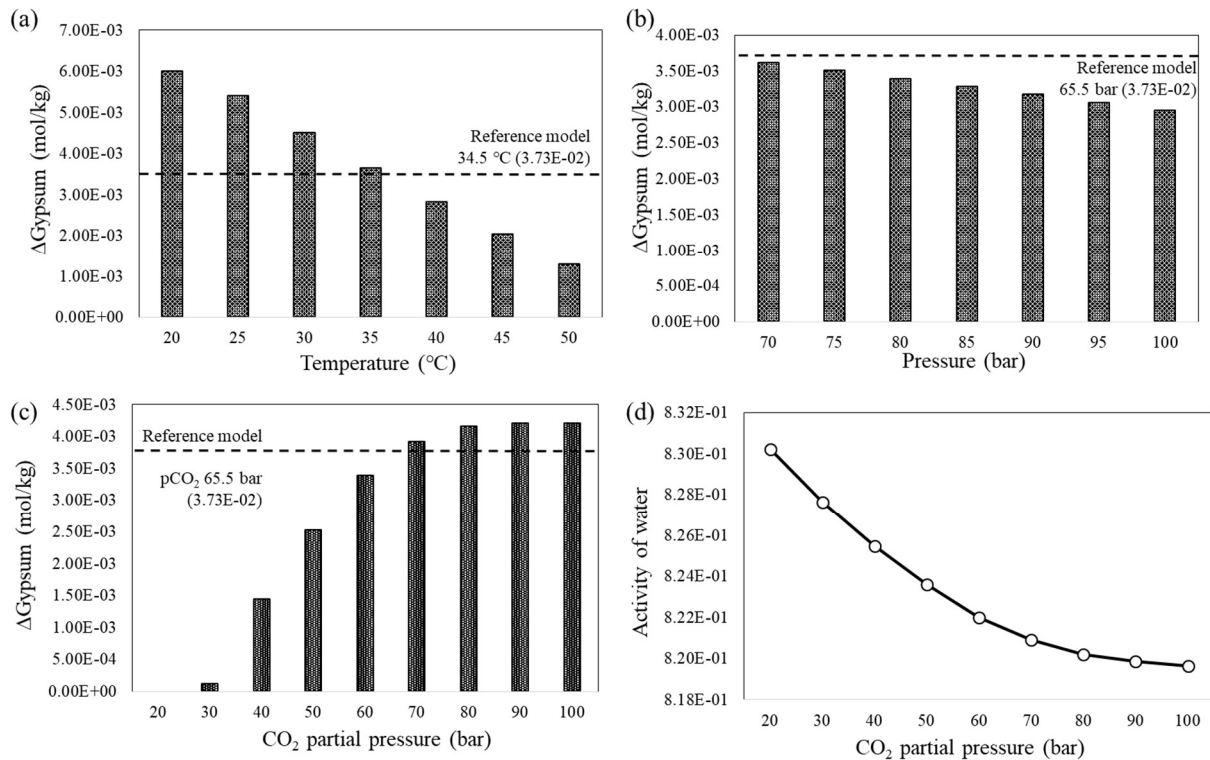 (a)
7.00E-03
6.00E-03
5.00E-03
4.00E-03
3.00E-03
2.00E-03
1.00E-03
0.00E+00
ΔGypsum (mol/kg)
Reference model
34.5 °C (3.73E-02)
20 25 30 35 40 45 50
Temperature (°C)
(b)
4.00E-03
3.50E-03
3.00E-03
2.50E-03
2.00E-03
1.50E-03
1.00E-03
5.00E-04
0.00E+00
ΔGypsum (mol/kg)
Reference model
65.5 bar (3.73E-02)
70 75 80 85 90 95 100
Pressure (bar)
(c)
4.50E-03
4.00E-03
3.50E-03
3.00E-03
2.50E-03
2.00E-03
1.50E-03
1.00E-03
5.00E-04
0.00E+00
ΔGypsum (mol/kg)
Reference model
pCO₂ 65.5 bar
(3.73E-02)
20 30 40 50 60 70 80 90 100
CO₂ partial pressure (bar)
(d)
8.32E-01
8.30E-01
8.28E-01
8.26E-01
8.24E-01
8.22E-01
8.20E-01
8.18E-01
Activity of water
20 30 40 50 60 70 80 90 100
CO₂ partial pressure (bar)